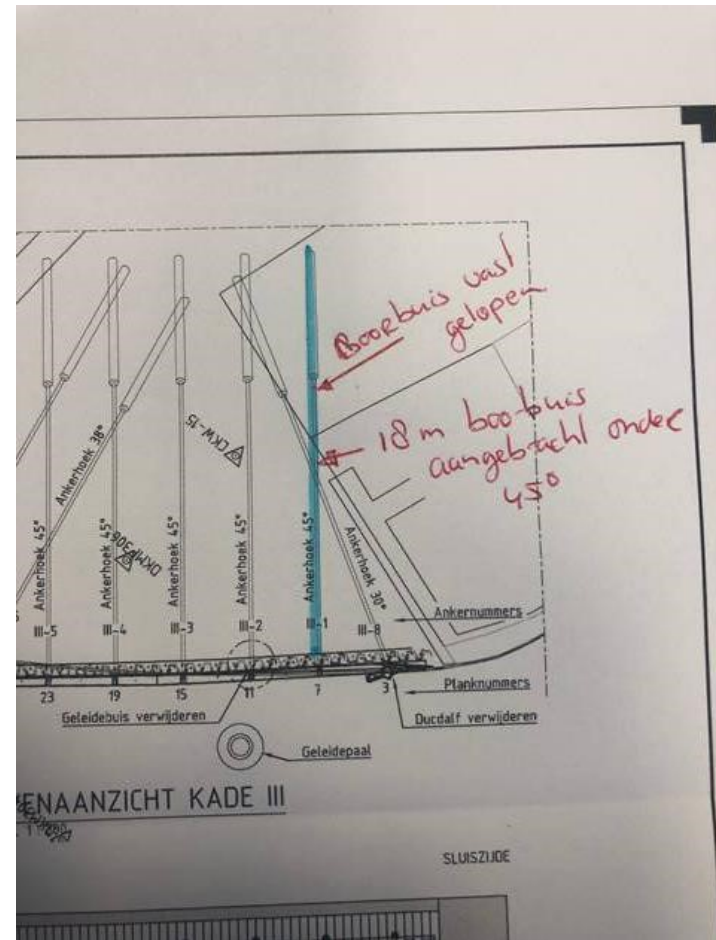 Boorbuis vast
gelopen
18 m boorbuis
aangebracht onder
45°
Ankerhoek 38°
CKW-15
DKMP306
Ankerhoek 45°
Ankerhoek 45°
Ankerhoek 45°
Ankerhoek 45°
Ankerhoek 45°
Ankerhoek 30°
Ankernummers
III-5
III-4
III-3
III-2
III-1
III-8
23
19
15
11
7
3
Planknummers
Geleidebuis verwijderen
Ducdalf verwijderen
Geleidepaal
ENAANZICHT KADE III
SLUISZIJDE